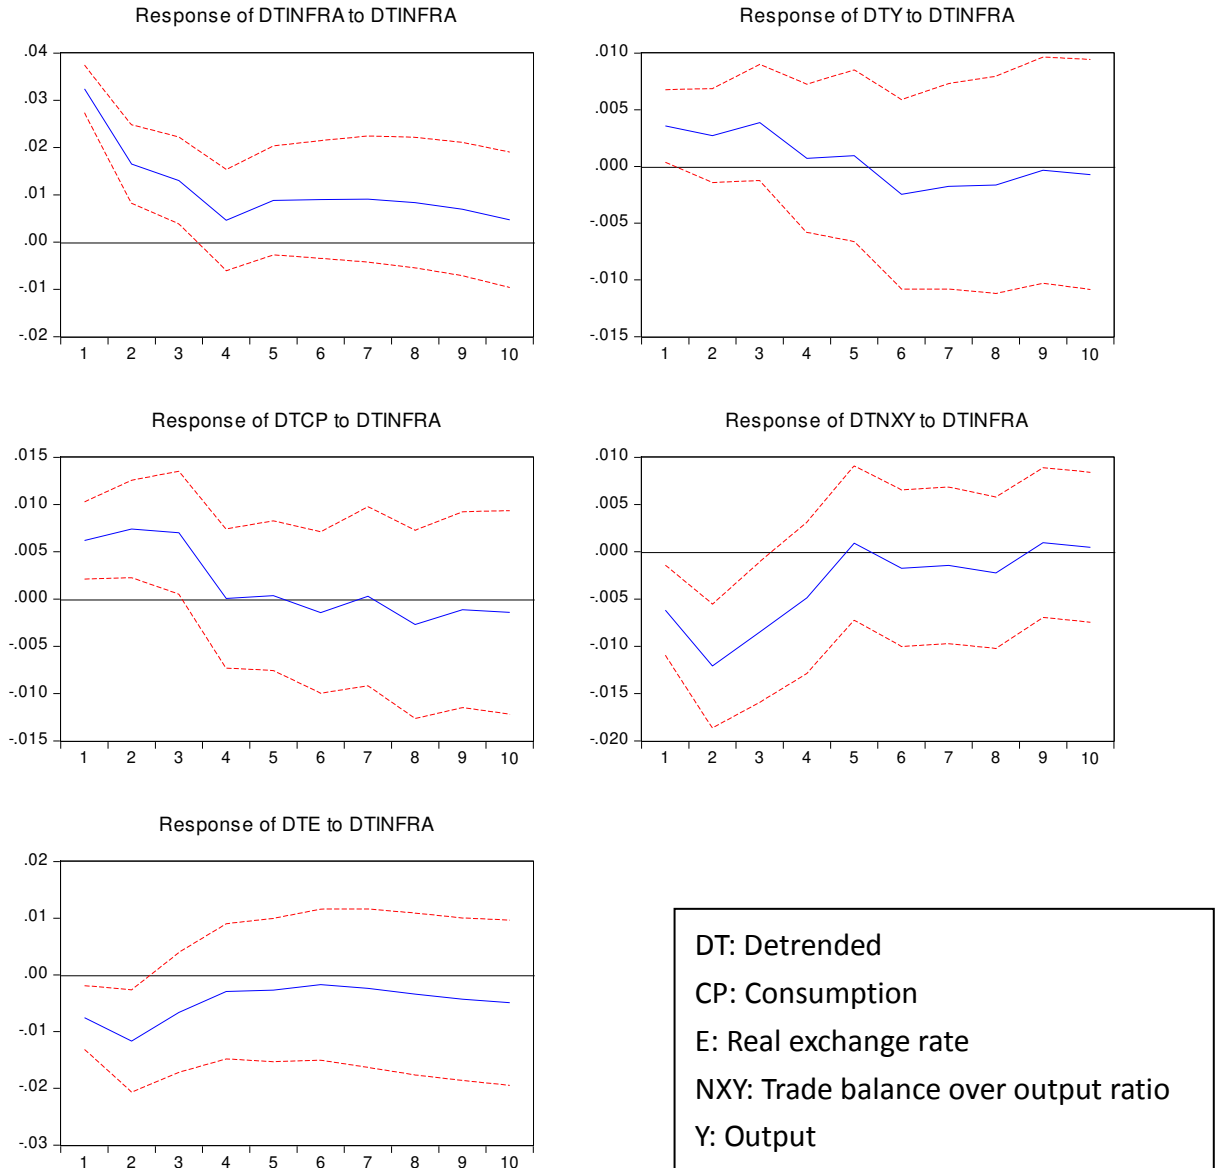 Response of DTINFRA to DTINFRA
.04
.03
.02
.01
.00
-.01
-.02
1 2 3 4 5 6 7 8 9 10
Response of DTY to DTINFRA
.010
.005
.000
-.005
-.010
-.015
1 2 3 4 5 6 7 8 9 10
Response of DTCP to DTINFRA
.015
.010
.005
.000
-.005
-.010
-.015
1 2 3 4 5 6 7 8 9 10
Response of DTNXY to DTINFRA
.010
.005
.000
-.005
-.010
-.015
-.020
1 2 3 4 5 6 7 8 9 10
Response of DTE to DTINFRA
.02
.01
.00
-.01
-.02
-.03
1 2 3 4 5 6 7 8 9 10
DT: Detrended
CP: Consumption
E: Real exchange rate
NXY: Trade balance over output ratio
Y: Output